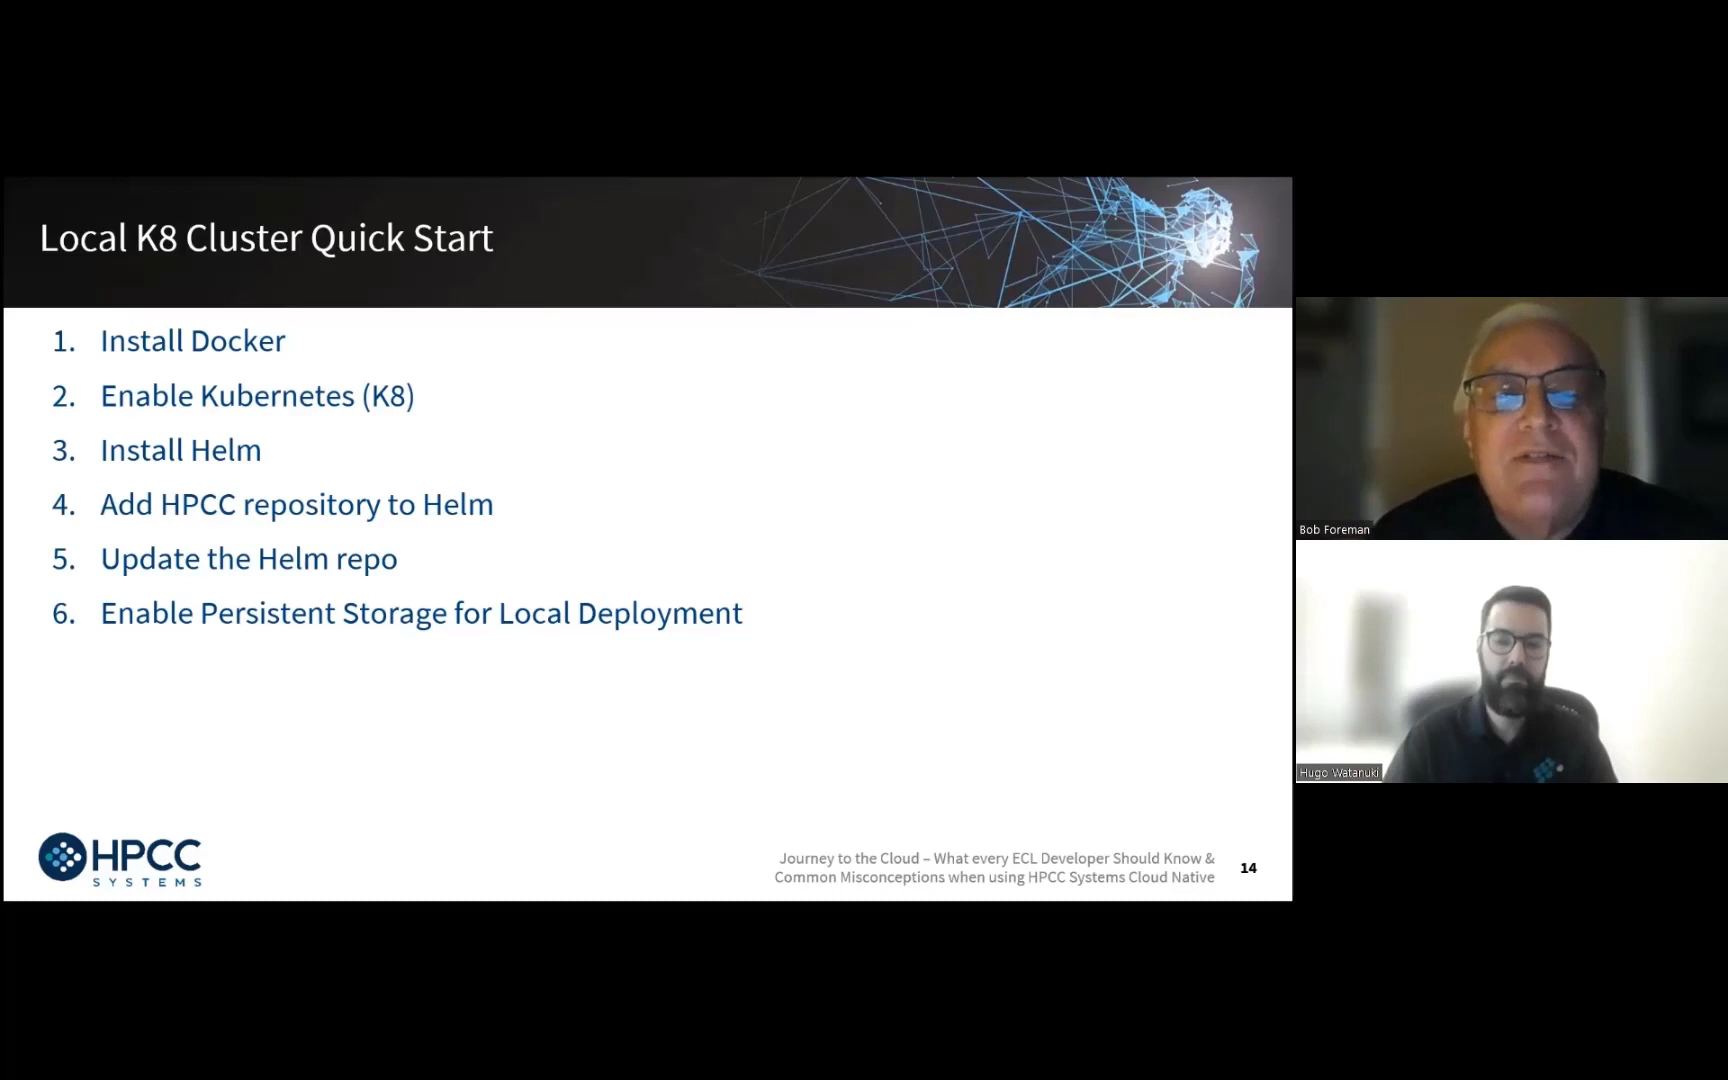 Local K8 Cluster Quick Start
1. Install Docker
2. Enable Kubernetes (K8)
3. Install Helm
4. Add HPCC repository to Helm
5. Update the Helm repo
6. Enable Persistent Storage for Local Deployment
HPCC
SYSTEMS
Journey to the Cloud – What every ECL Developer Should Know &
Common Misconceptions when using HPCC Systems Cloud Native
14
Bob Foreman
Hugo Watanuki